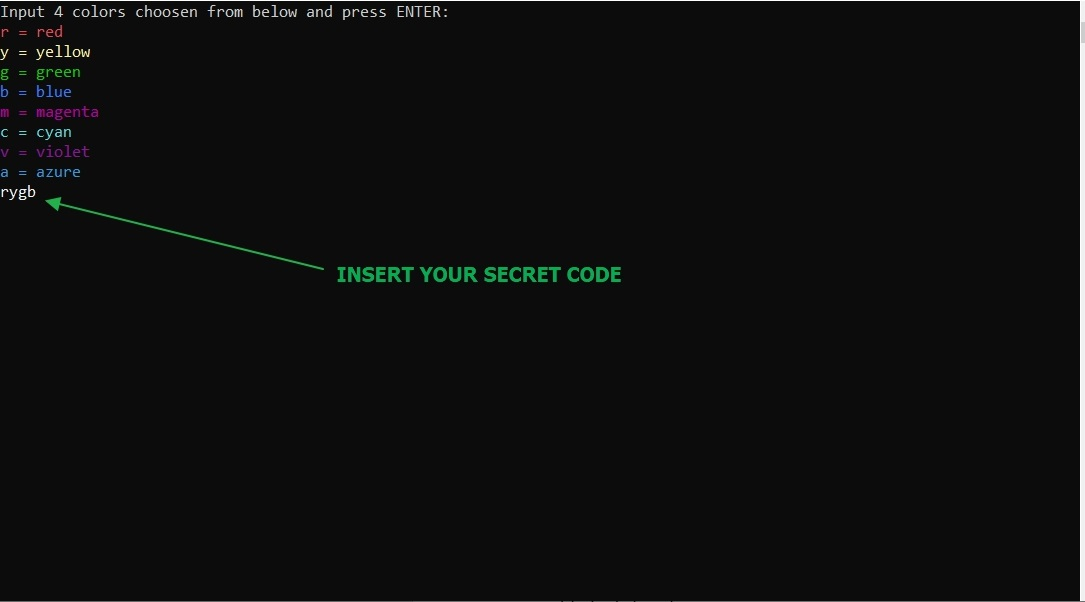 Input 4 colors choosen from below and press ENTER:
r = red
y = yellow
g = green
b = blue
m = magenta
c = cyan
v = violet
a = azure
rygb
INSERT YOUR SECRET CODE